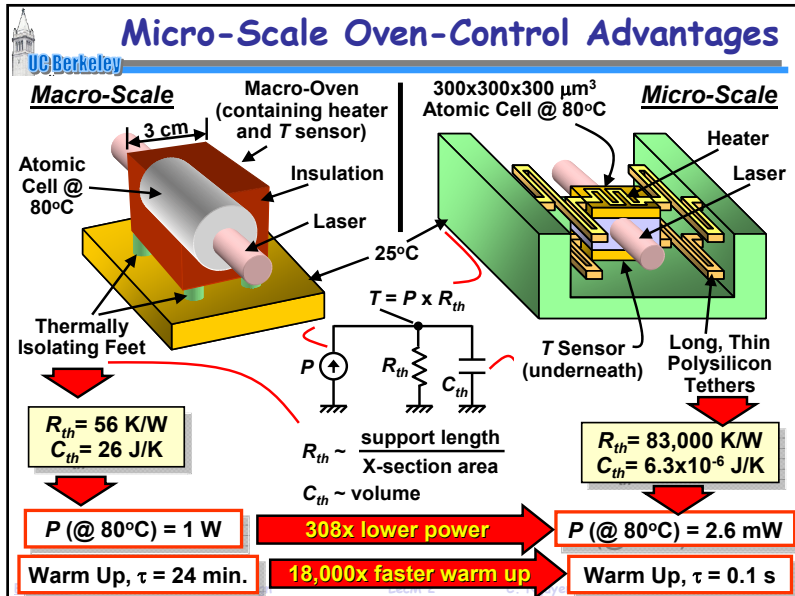 Micro-Scale Oven-Control Advantages
UC Berkeley
Macro-Scale
Macro-Oven
(containing heater
and T sensor)
3 cm
Atomic
Cell @
80°C
Insulation
Laser
25°C
Thermally
Isolating Feet
300x300x300 μm³
Atomic Cell @ 80°C
Micro-Scale
Heater
Laser
T Sensor
(underneath)
Long, Thin
Polysilicon
Tethers
T = P x Rth
P
Rth
Cth
Rth = 56 K/W
Cth = 26 J/K
Rth ~ support length
X-section area
Cth ~ volume
Rth = 83,000 K/W
Cth = 6.3x10⁻⁶ J/K
P (@ 80°C) = 1 W
308x lower power
P (@ 80°C) = 2.6 mW
Warm Up, τ = 24 min.
18,000x faster warm up
Warm Up, τ = 0.1 s